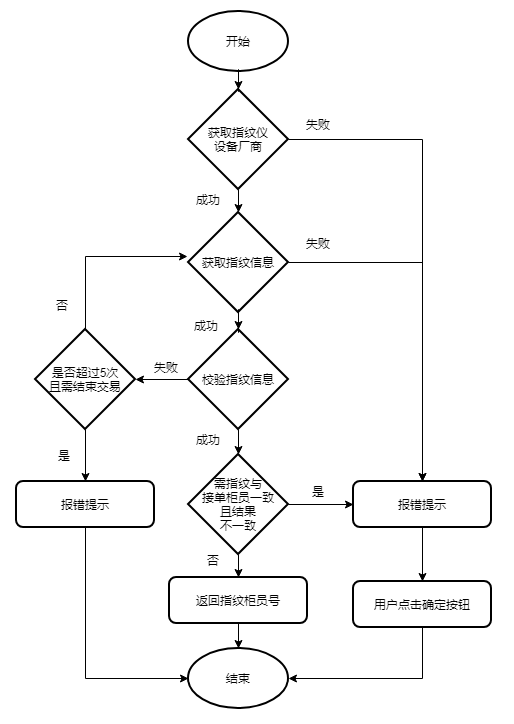 开始
获取指纹仪
设备厂商
失败
成功
获取指纹信息
失败
否
成功
是否超过5次
且需结束交易
失败
校验指纹信息
成功
是
需指纹与
接单柜员一致
且结果
不一致
是
报错提示
报错提示
否
返回指纹柜员号
用户点击确定按钮
结束